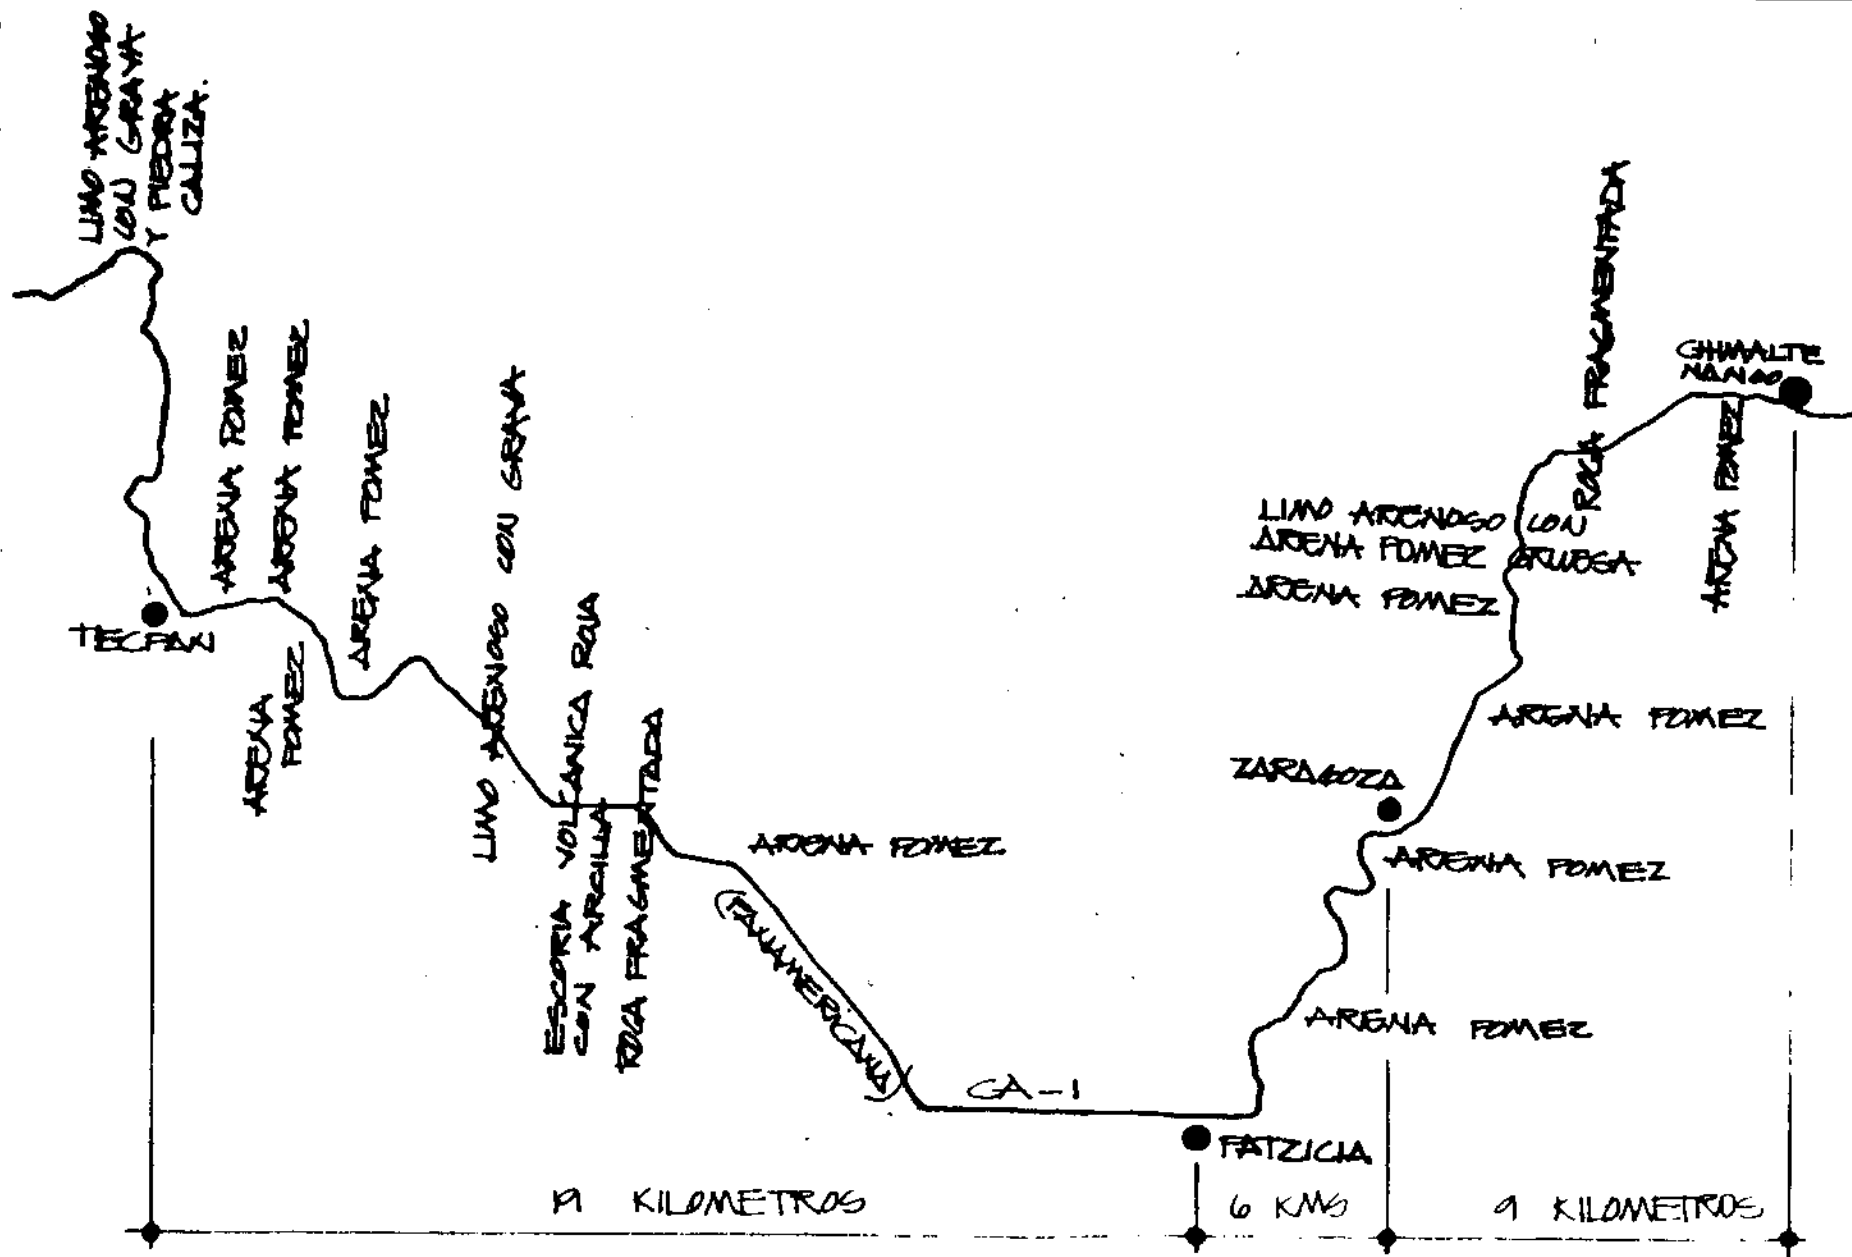 LIMO ARENOSO
CON GRAVA
Y PIEDRA
CALIZA.
ARENA POMEZ
ARENA POMEZ
ARENA POMEZ
TECPAN
ARENA
POMEZ
LIMO ARENOSO CON GRAVA
ESCORIA VOLCANICA ROJA
CON ARCILLA
ROCA FRAGMENTADA
ARENA POMEZ
(PANAMERICANA)
CA-1
PATZICIA
ARENA POMEZ
ARENA POMEZ
ZARAGOZA
ARENA POMEZ
LIMO ARENOSO CON
ARENA POMEZ GRUESA
ARENA POMEZ
ROCA FRAGMENTADA
ARENA POMEZ
CHIMALTE
NANGO
19 KILOMETROS
6 KMS
9 KILOMETROS